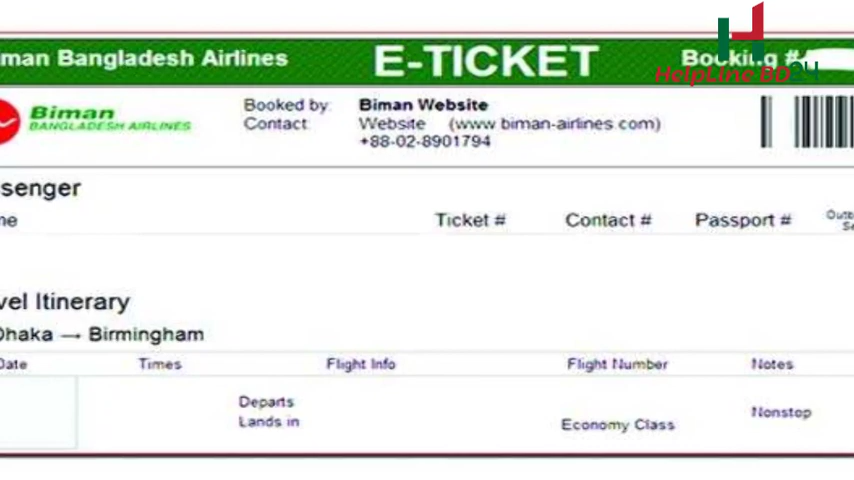 man Bangladesh Airlines E-TICKET Booking #
HelpLine BD24
Biman
BANGLADESH AIRLINES
Booked by: Biman Website
Contact: Website (www biman-airlines com)
+88-02-8901794
senger
me Ticket # Contact # Passport #
vel Itinerary
Dhaka → Birmingham
Date Times Flight Info Flight Number Notes
Departs
Lands in Economy Class Nonstop